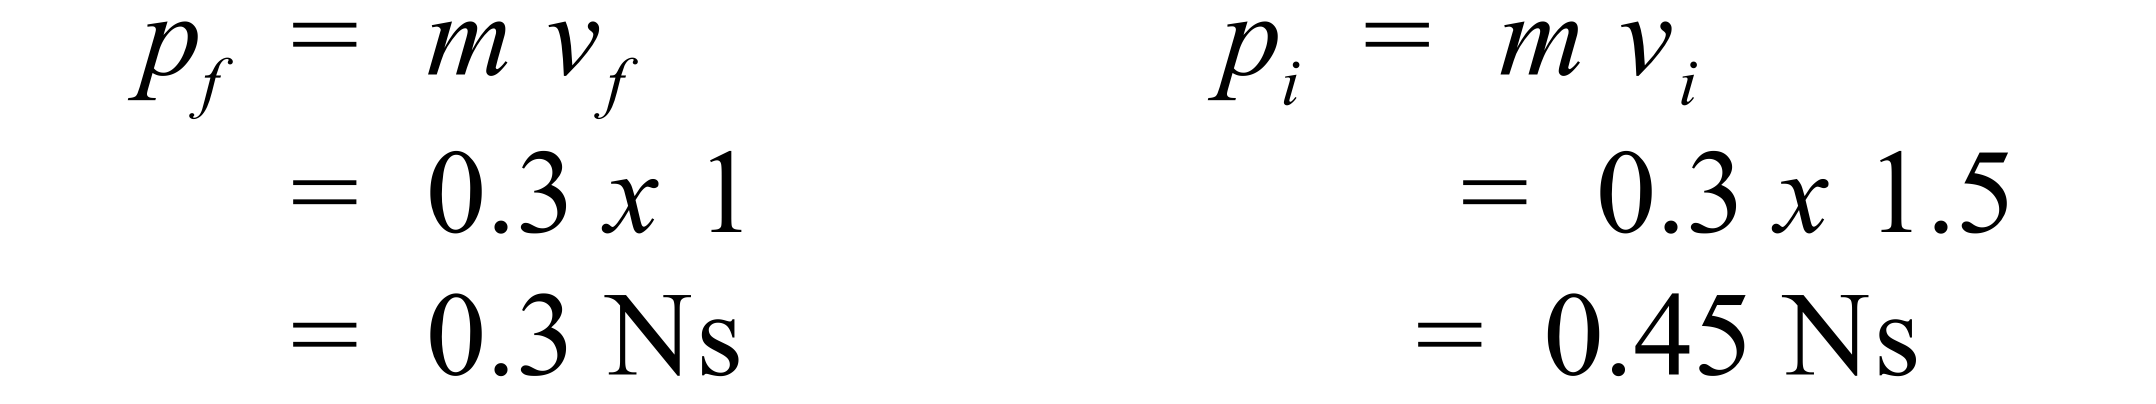 p_f = m v_f
= 0.3 x 1
= 0.3 Ns
p_i = m v_i
= 0.3 x 1.5
= 0.45 Ns